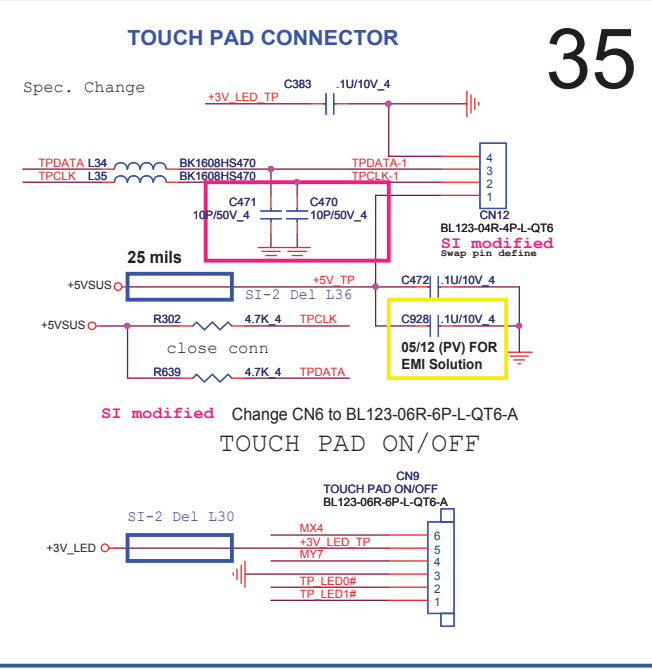 TOUCH PAD CONNECTOR
35
Spec. Change
C383 .1U/10V_4
+3V_LED_TP
TPDATA L34 BK1608HS470 TPDATA-1
TPCLK L35 BK1608HS470 TPCLK-1
4
3
2
1
C471 C470
10P/50V_4 10P/50V_4
CN12
BL123-04R-4P-L-QT6
SI modified
Swap pin define
25 mils
+5VSUS +5V_TP C472 .1U/10V_4
SI-2 Del L36
+5VSUS R302 4.7K_4 TPCLK C928 .1U/10V_4
close conn
05/12 (PV) FOR
EMI Solution
R639 4.7K_4 TPDATA
SI modified Change CN6 to BL123-06R-6P-L-QT6-A
TOUCH PAD ON/OFF
CN9
TOUCH PAD ON/OFF
BL123-06R-6P-L-QT6-A
SI-2 Del L30
MX4 6
+3V_LED +3V_LED_TP 5
MY7 4
3
TP_LED0# 2
TP_LED1# 1